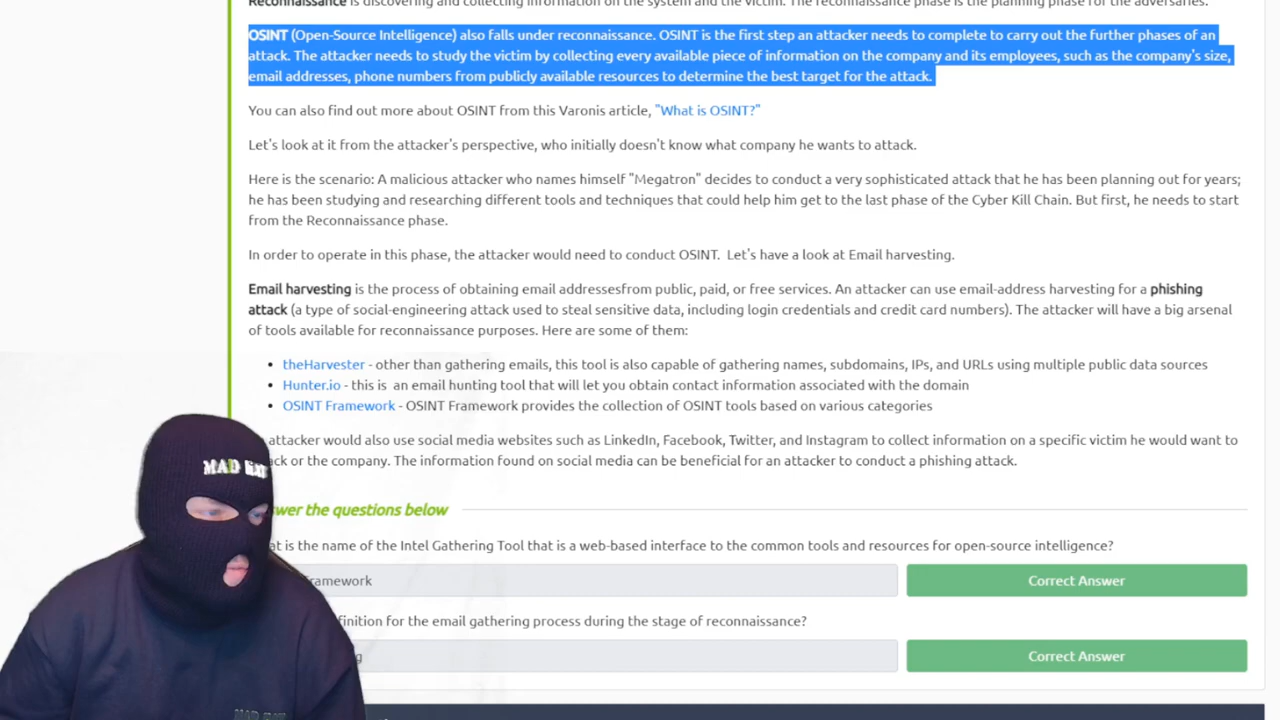 Reconnaissance is discovering and collecting information on the system and the victim. The reconnaissance phase is the planning phase for the adversaries.
OSINT (Open-Source Intelligence) also falls under reconnaissance. OSINT is the first step an attacker needs to complete to carry out the further phases of an
attack. The attacker needs to study the victim by collecting every available piece of information on the company and its employees, such as the company's size,
email addresses, phone numbers from publicly available resources to determine the best target for the attack.
You can also find out more about OSINT from this Varonis article, "What is OSINT?"
Let's look at it from the attacker's perspective, who initially doesn't know what company he wants to attack.
Here is the scenario: A malicious attacker who names himself "Megatron" decides to conduct a very sophisticated attack that he has been planning out for years;
he has been studying and researching different tools and techniques that could help him get to the last phase of the Cyber Kill Chain. But first, he needs to start
from the Reconnaissance phase.
In order to operate in this phase, the attacker would need to conduct OSINT. Let's have a look at Email harvesting.
Email harvesting is the process of obtaining email addressesfrom public, paid, or free services. An attacker can use email-address harvesting for a phishing
attack (a type of social-engineering attack used to steal sensitive data, including login credentials and credit card numbers). The attacker will have a big arsenal
of tools available for reconnaissance purposes. Here are some of them:
• theHarvester - other than gathering emails, this tool is also capable of gathering names, subdomains, IPs, and URLs using multiple public data sources
• Hunter.io - this is an email hunting tool that will let you obtain contact information associated with the domain
• OSINT Framework - OSINT Framework provides the collection of OSINT tools based on various categories
attacker would also use social media websites such as LinkedIn, Facebook, Twitter, and Instagram to collect information on a specific victim he would want to
or the company. The information found on social media can be beneficial for an attacker to conduct a phishing attack.
MAD
the questions below
is the name of the Intel Gathering Tool that is a web-based interface to the common tools and resources for open-source intelligence?
ramework
Correct Answer
for the email gathering process during the stage of reconnaissance?
Correct Answer